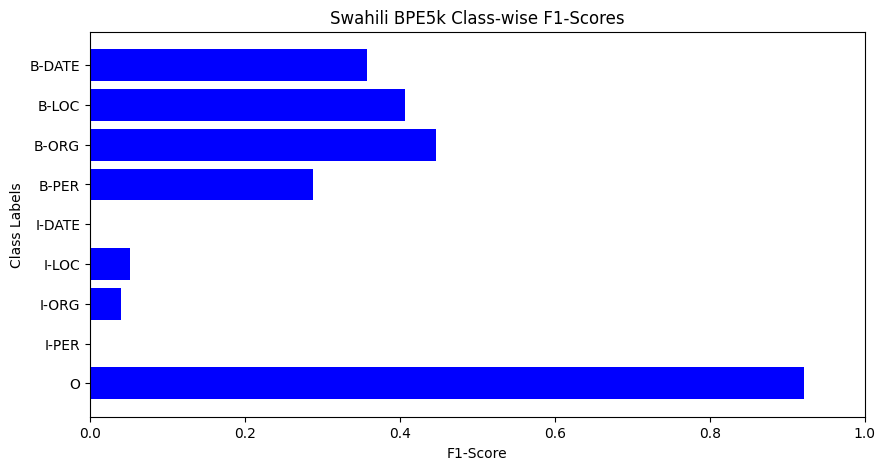 Swahili BPE5k Class-wise F1-Scores
Class Labels
B-DATE
B-LOC
B-ORG
B-PER
I-DATE
I-LOC
I-ORG
I-PER
O
0.0 0.2 0.4 0.6 0.8 1.0
F1-Score